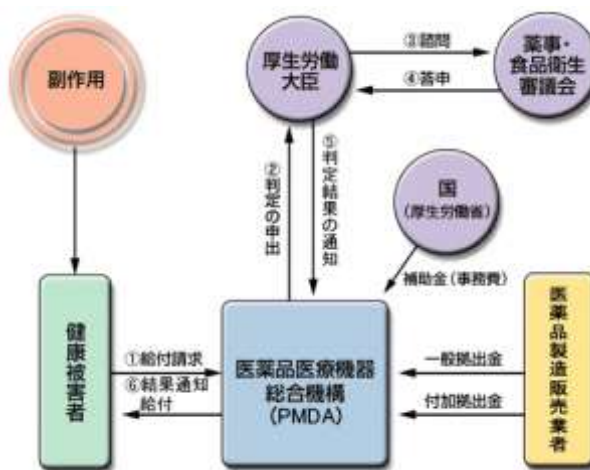 副作用
厚生労働
大臣
③諮問
④答申
薬事・
食品衛生
審議会
②判定の申出
⑤判定結果の通知
国
(厚生労働省)
補助金(事務費)
健康被害者
①給付請求
⑥結果通知
給付
医薬品医療機器
総合機構
(PMDA)
一般拠出金
付加拠出金
医薬品製造販売業者